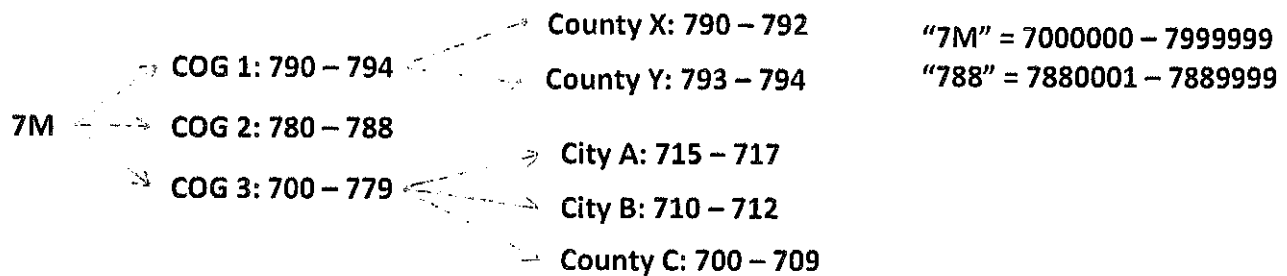 7M
COG 1: 790 – 794
COG 2: 780 – 788
COG 3: 700 – 779
County X: 790 – 792
County Y: 793 – 794
City A: 715 – 717
City B: 710 – 712
County C: 700 – 709
“7M” = 7000000 – 7999999
“788” = 7880001 – 7889999